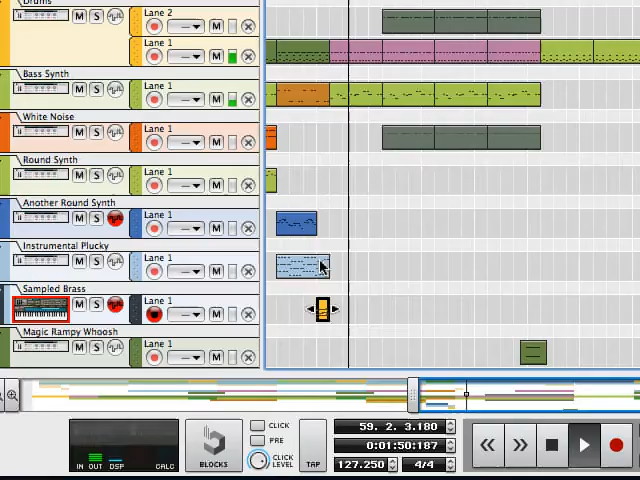 Drums
Lane 2
M S
M
Lane 1
M
Bass Synth
Lane 1
M S
M
White Noise
Lane 1
M S
M
Round Synth
Lane 1
M S
M
Another Round Synth
Lane 1
M S
M
Instrumental Plucky
Lane 1
M S
M
Sampled Brass
Lane 1
M S
M
Magic Rampy Whoosh
Lane 1
M S
M
CLICK
PRE
CLICK
LEVEL
TAP
BLOCKS
IN OUT DSP CALC
59. 2. 3.180
0:01:50:187
127.250 4/4